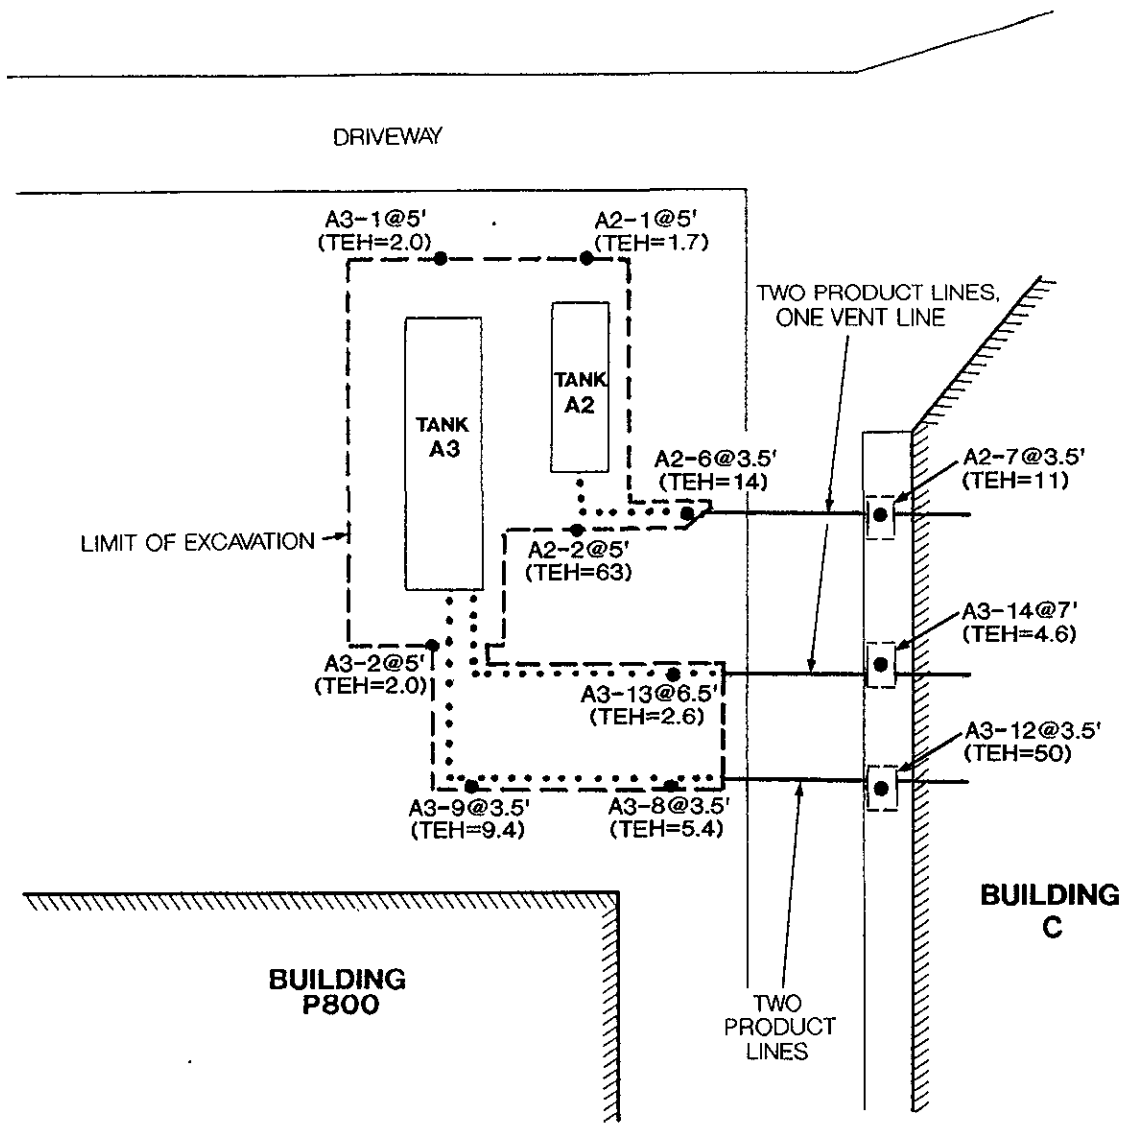 DRIVEWAY
A3-1@5'
(TEH=2.0)
A2-1@5'
(TEH=1.7)
TWO PRODUCT LINES,
ONE VENT LINE
TANK
A2
TANK
A3
A2-6@3.5'
(TEH=14)
A2-7@3.5'
(TEH=11)
LIMIT OF EXCAVATION
A2-2@5'
(TEH=63)
A3-14@7'
(TEH=4.6)
A3-2@5'
(TEH=2.0)
A3-13@6.5'
(TEH=2.6)
A3-12@3.5'
(TEH=50)
A3-9@3.5'
(TEH=9.4)
A3-8@3.5'
(TEH=5.4)
BUILDING
C
BUILDING
P800
TWO
PRODUCT
LINES